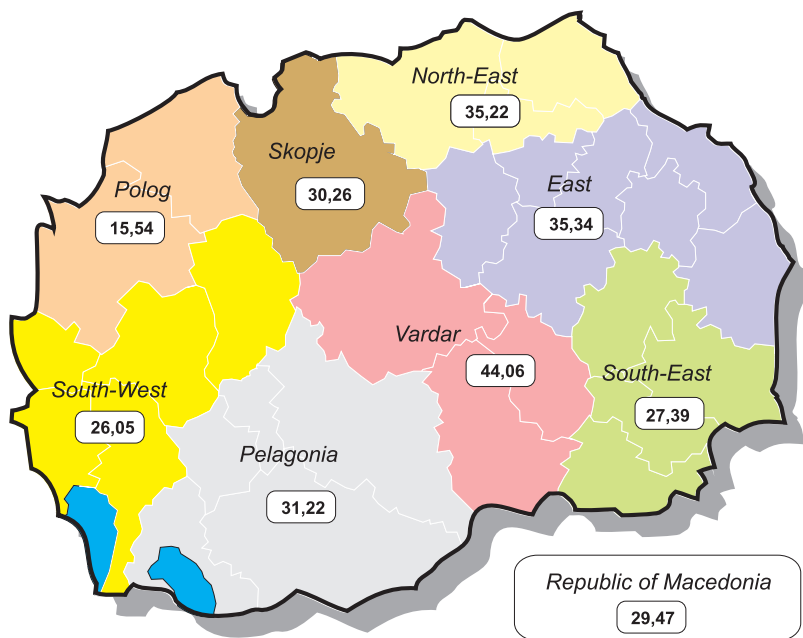 North-East
35,22
Skopje
30,26
Polog
15,54
East
35,34
Vardar
44,06
South-East
27,39
South-West
26,05
Pelagonia
31,22
Republic of Macedonia
29,47